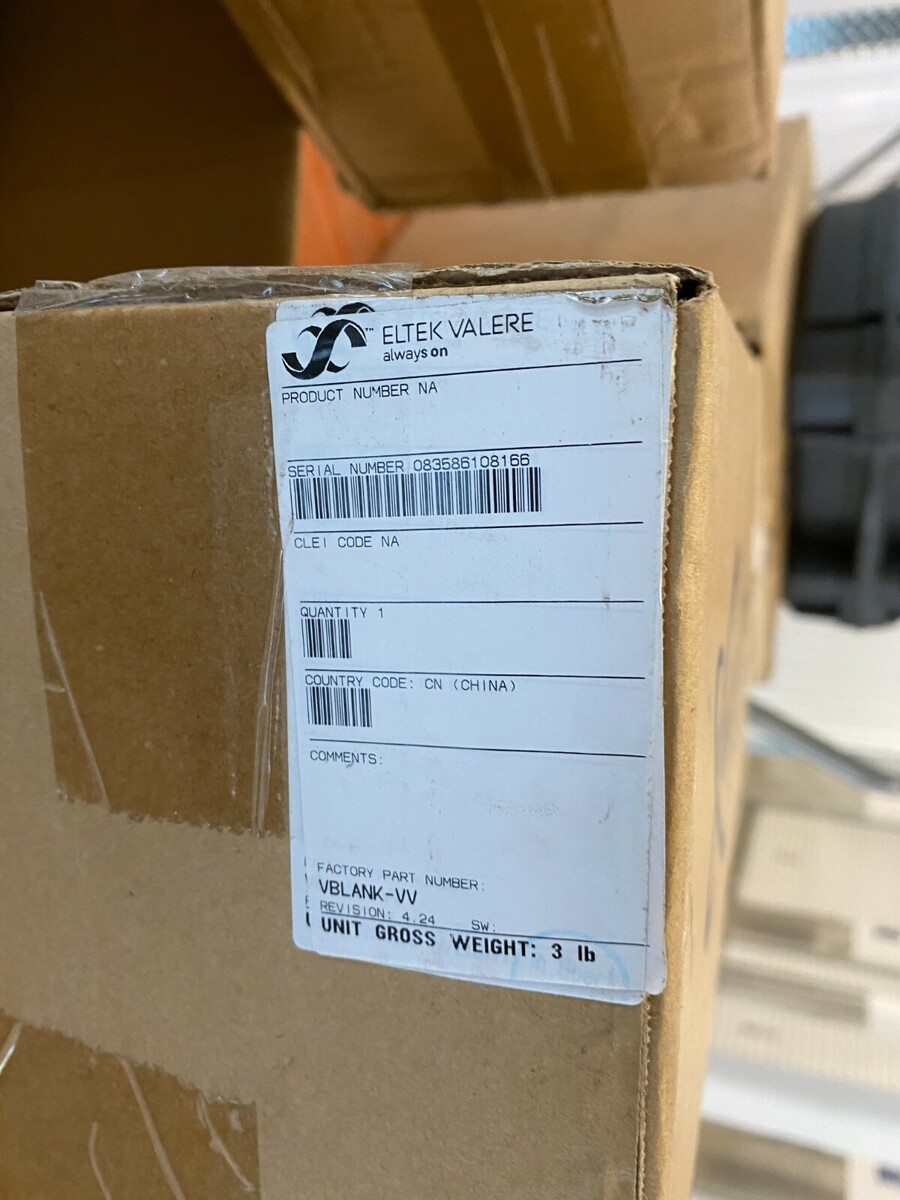 ELTEK VALERE
always on
PRODUCT NUMBER NA
SERIAL NUMBER 083586108166
CLEI CODE NA
QUANTITY 1
COUNTRY CODE: CN (CHINA)
COMMENTS:
FACTORY PART NUMBER:
VBLANK-VV
REVISION: 4.24 SW:
UNIT GROSS WEIGHT: 3 lb